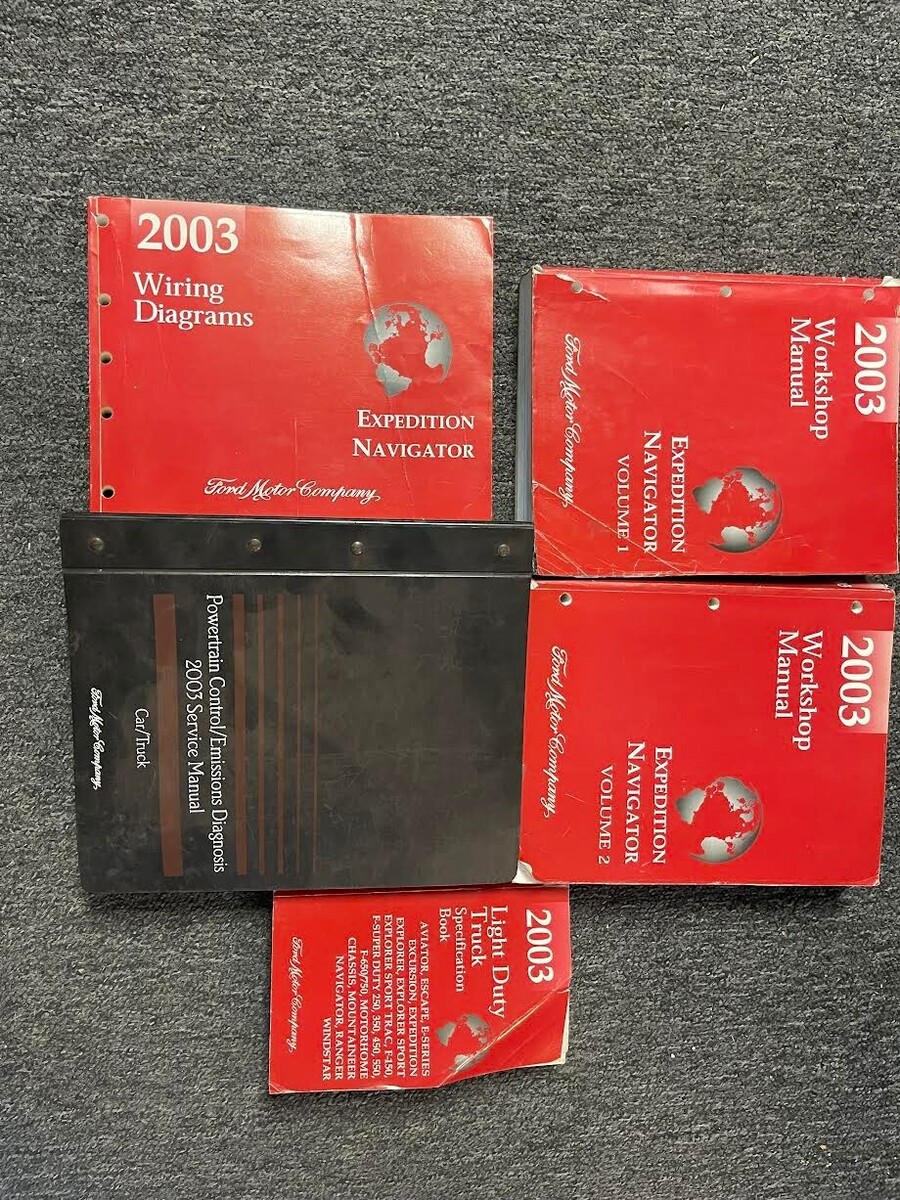 2003
Wiring
Diagrams
EXPEDITION
NAVIGATOR
Ford Motor Company
2003
Workshop
Manual
EXPEDITION
NAVIGATOR
VOLUME 1
Ford Motor Company
Powertrain Control/Emissions Diagnosis
2003 Service Manual
Car/Truck
Ford Motor Company
2003
Workshop
Manual
EXPEDITION
NAVIGATOR
VOLUME 2
Ford Motor Company
2003
Light Duty
Truck
Specification
Book
AVIATOR, ESCAPE, E-SERIES
EXCURSION, EXPEDITION
EXPLORER, EXPLORER SPORT
EXPLORER SPORT TRAC, F-150,
F-SUPER DUTY 250, 350, 450, 550,
F-650/750, MOTORHOME
CHASSIS, MOUNTAINEER
NAVIGATOR, RANGER
WINDSTAR
Ford Motor Company